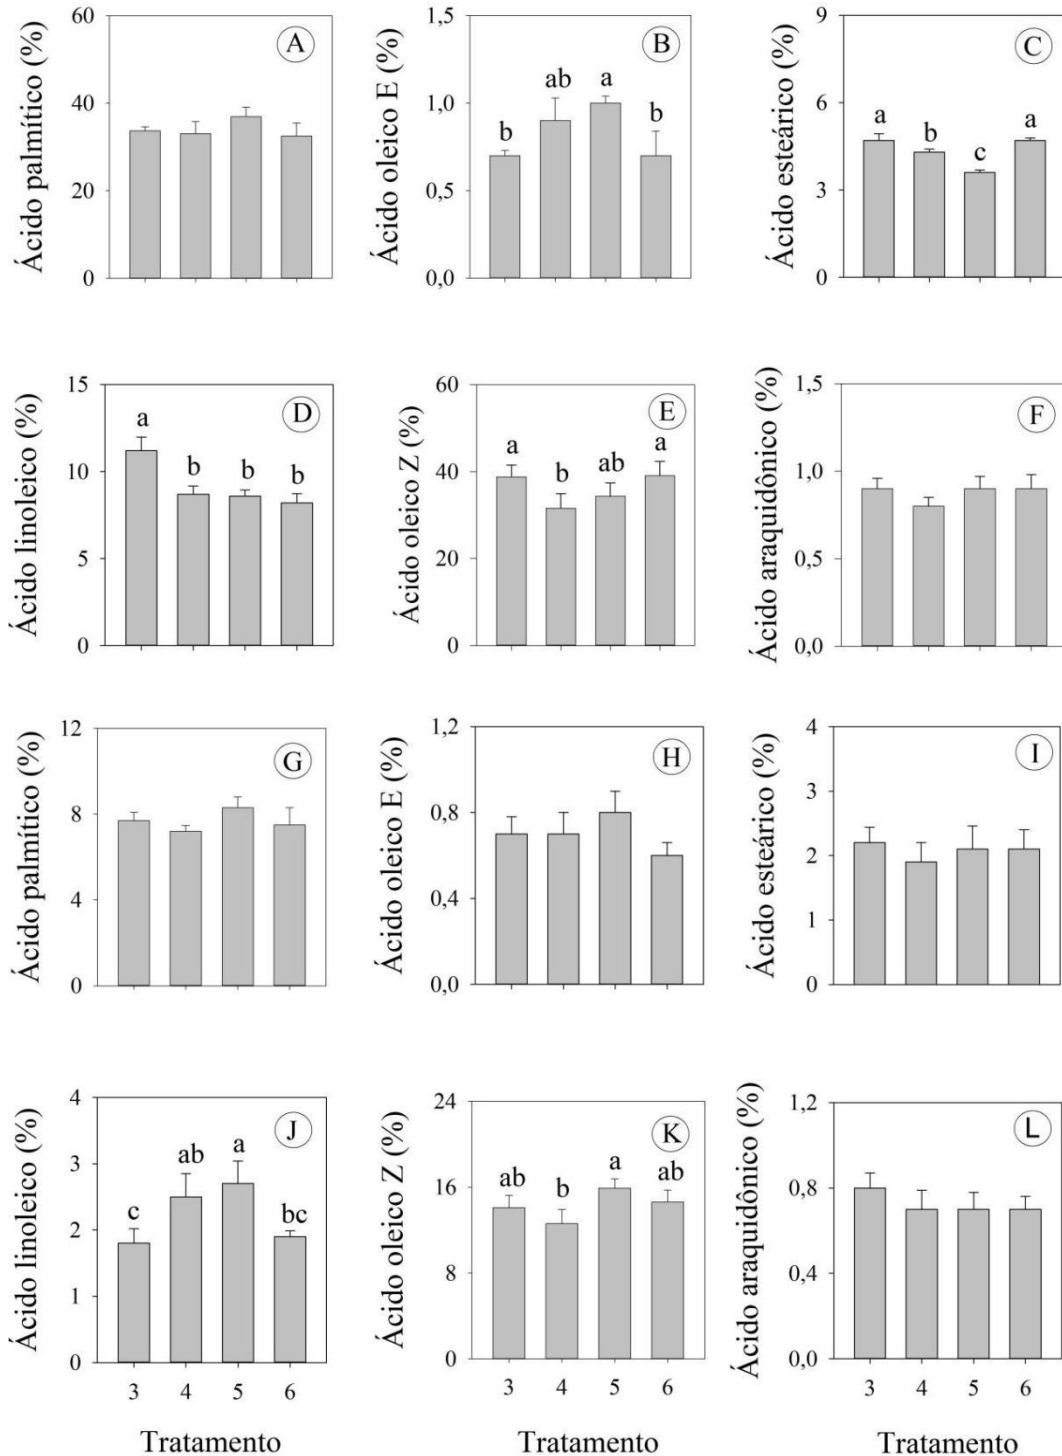 Ácido palmítico (%)
60
40
20
0
A
Ácido oleico E (%)
1,5
1,0
0,5
0,0
B
b
ab
a
b
Ácido esteárico (%)
9
6
3
0
C
a
b
c
a
Ácido linoleico (%)
15
10
5
0
D
a
b
b
b
Ácido oleico Z (%)
60
40
20
0
E
a
b
ab
a
Ácido araquidônico (%)
1,5
1,0
0,5
0,0
F
Ácido palmítico (%)
12
8
4
0
G
Ácido oleico E (%)
1,2
0,8
0,4
0,0
H
Ácido esteárico (%)
4
3
2
1
0
I
Ácido linoleico (%)
4
3
2
1
0
J
c
ab
a
bc
3 4 5 6
Tratamento
Ácido oleico Z (%)
24
16
8
0
K
ab
b
a
ab
3 4 5 6
Tratamento
Ácido araquidônico (%)
1,2
0,8
0,4
0,0
L
3 4 5 6
Tratamento